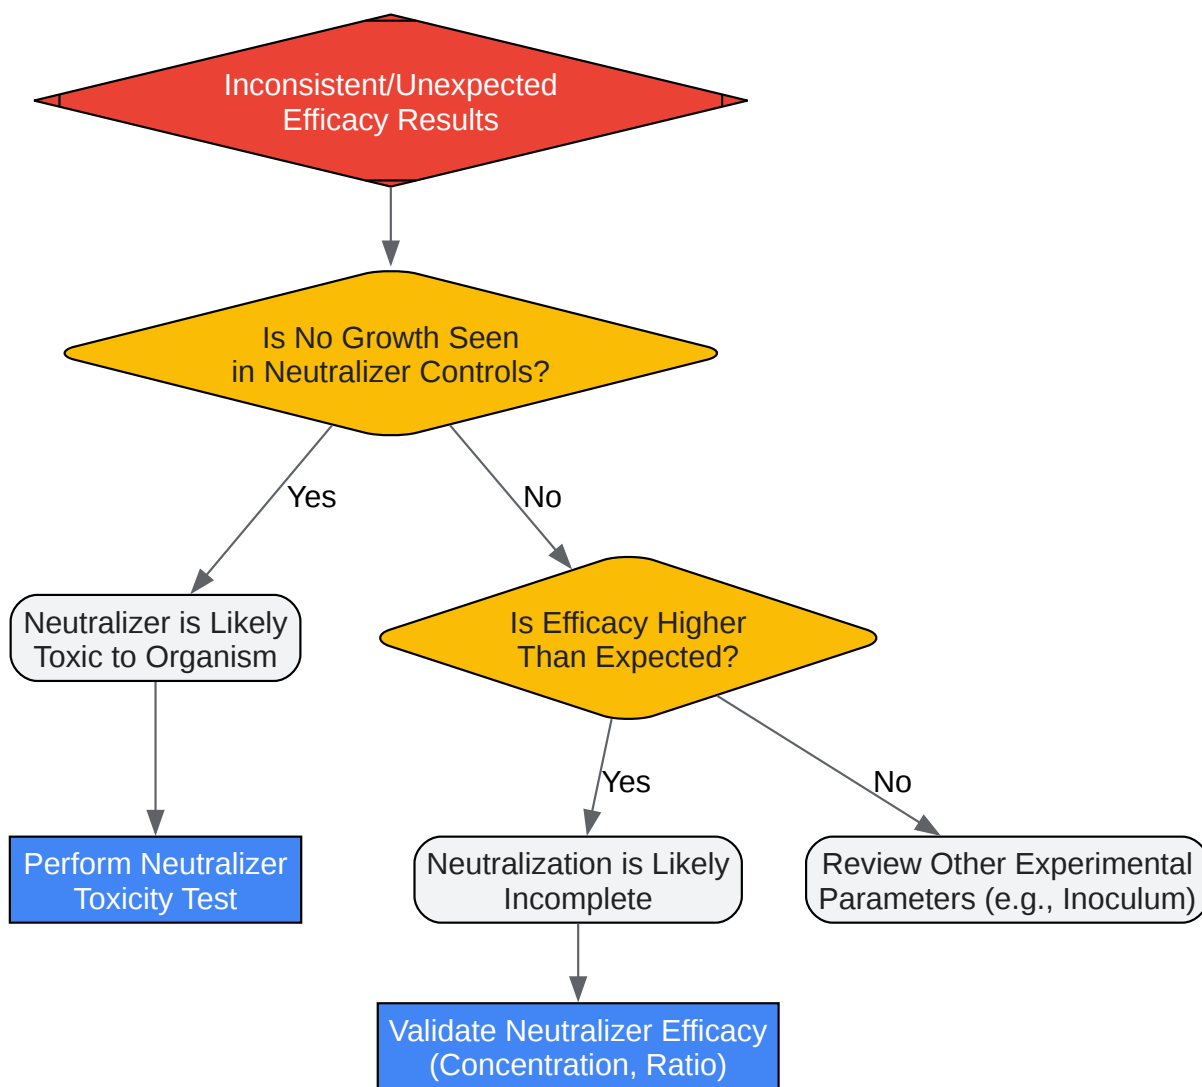 Inconsistent/Unexpected
Efficacy Results
Is No Growth Seen
in Neutralizer Controls?
Yes
No
Neutralizer is Likely
Toxic to Organism
Is Efficacy Higher
Than Expected?
Yes
No
Perform Neutralizer
Toxicity Test
Neutralization is Likely
Incomplete
Review Other Experimental
Parameters (e.g., Inoculum)
Validate Neutralizer Efficacy
(Concentration, Ratio)